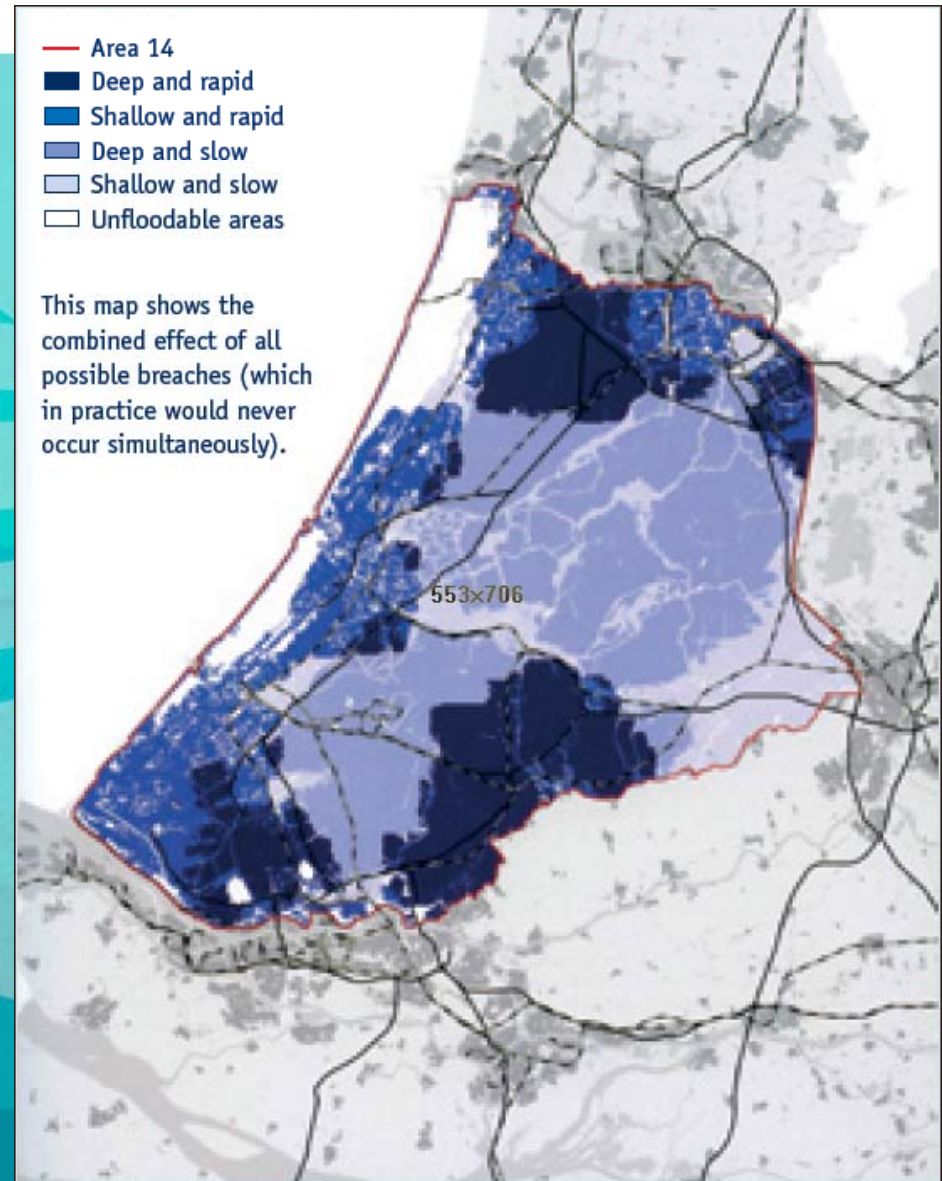 Area 14
Deep and rapid
Shallow and rapid
Deep and slow
Shallow and slow
Unfloodable areas
This map shows the
combined effect of all
possible breaches (which
in practice would never
occur simultaneously).
553×706